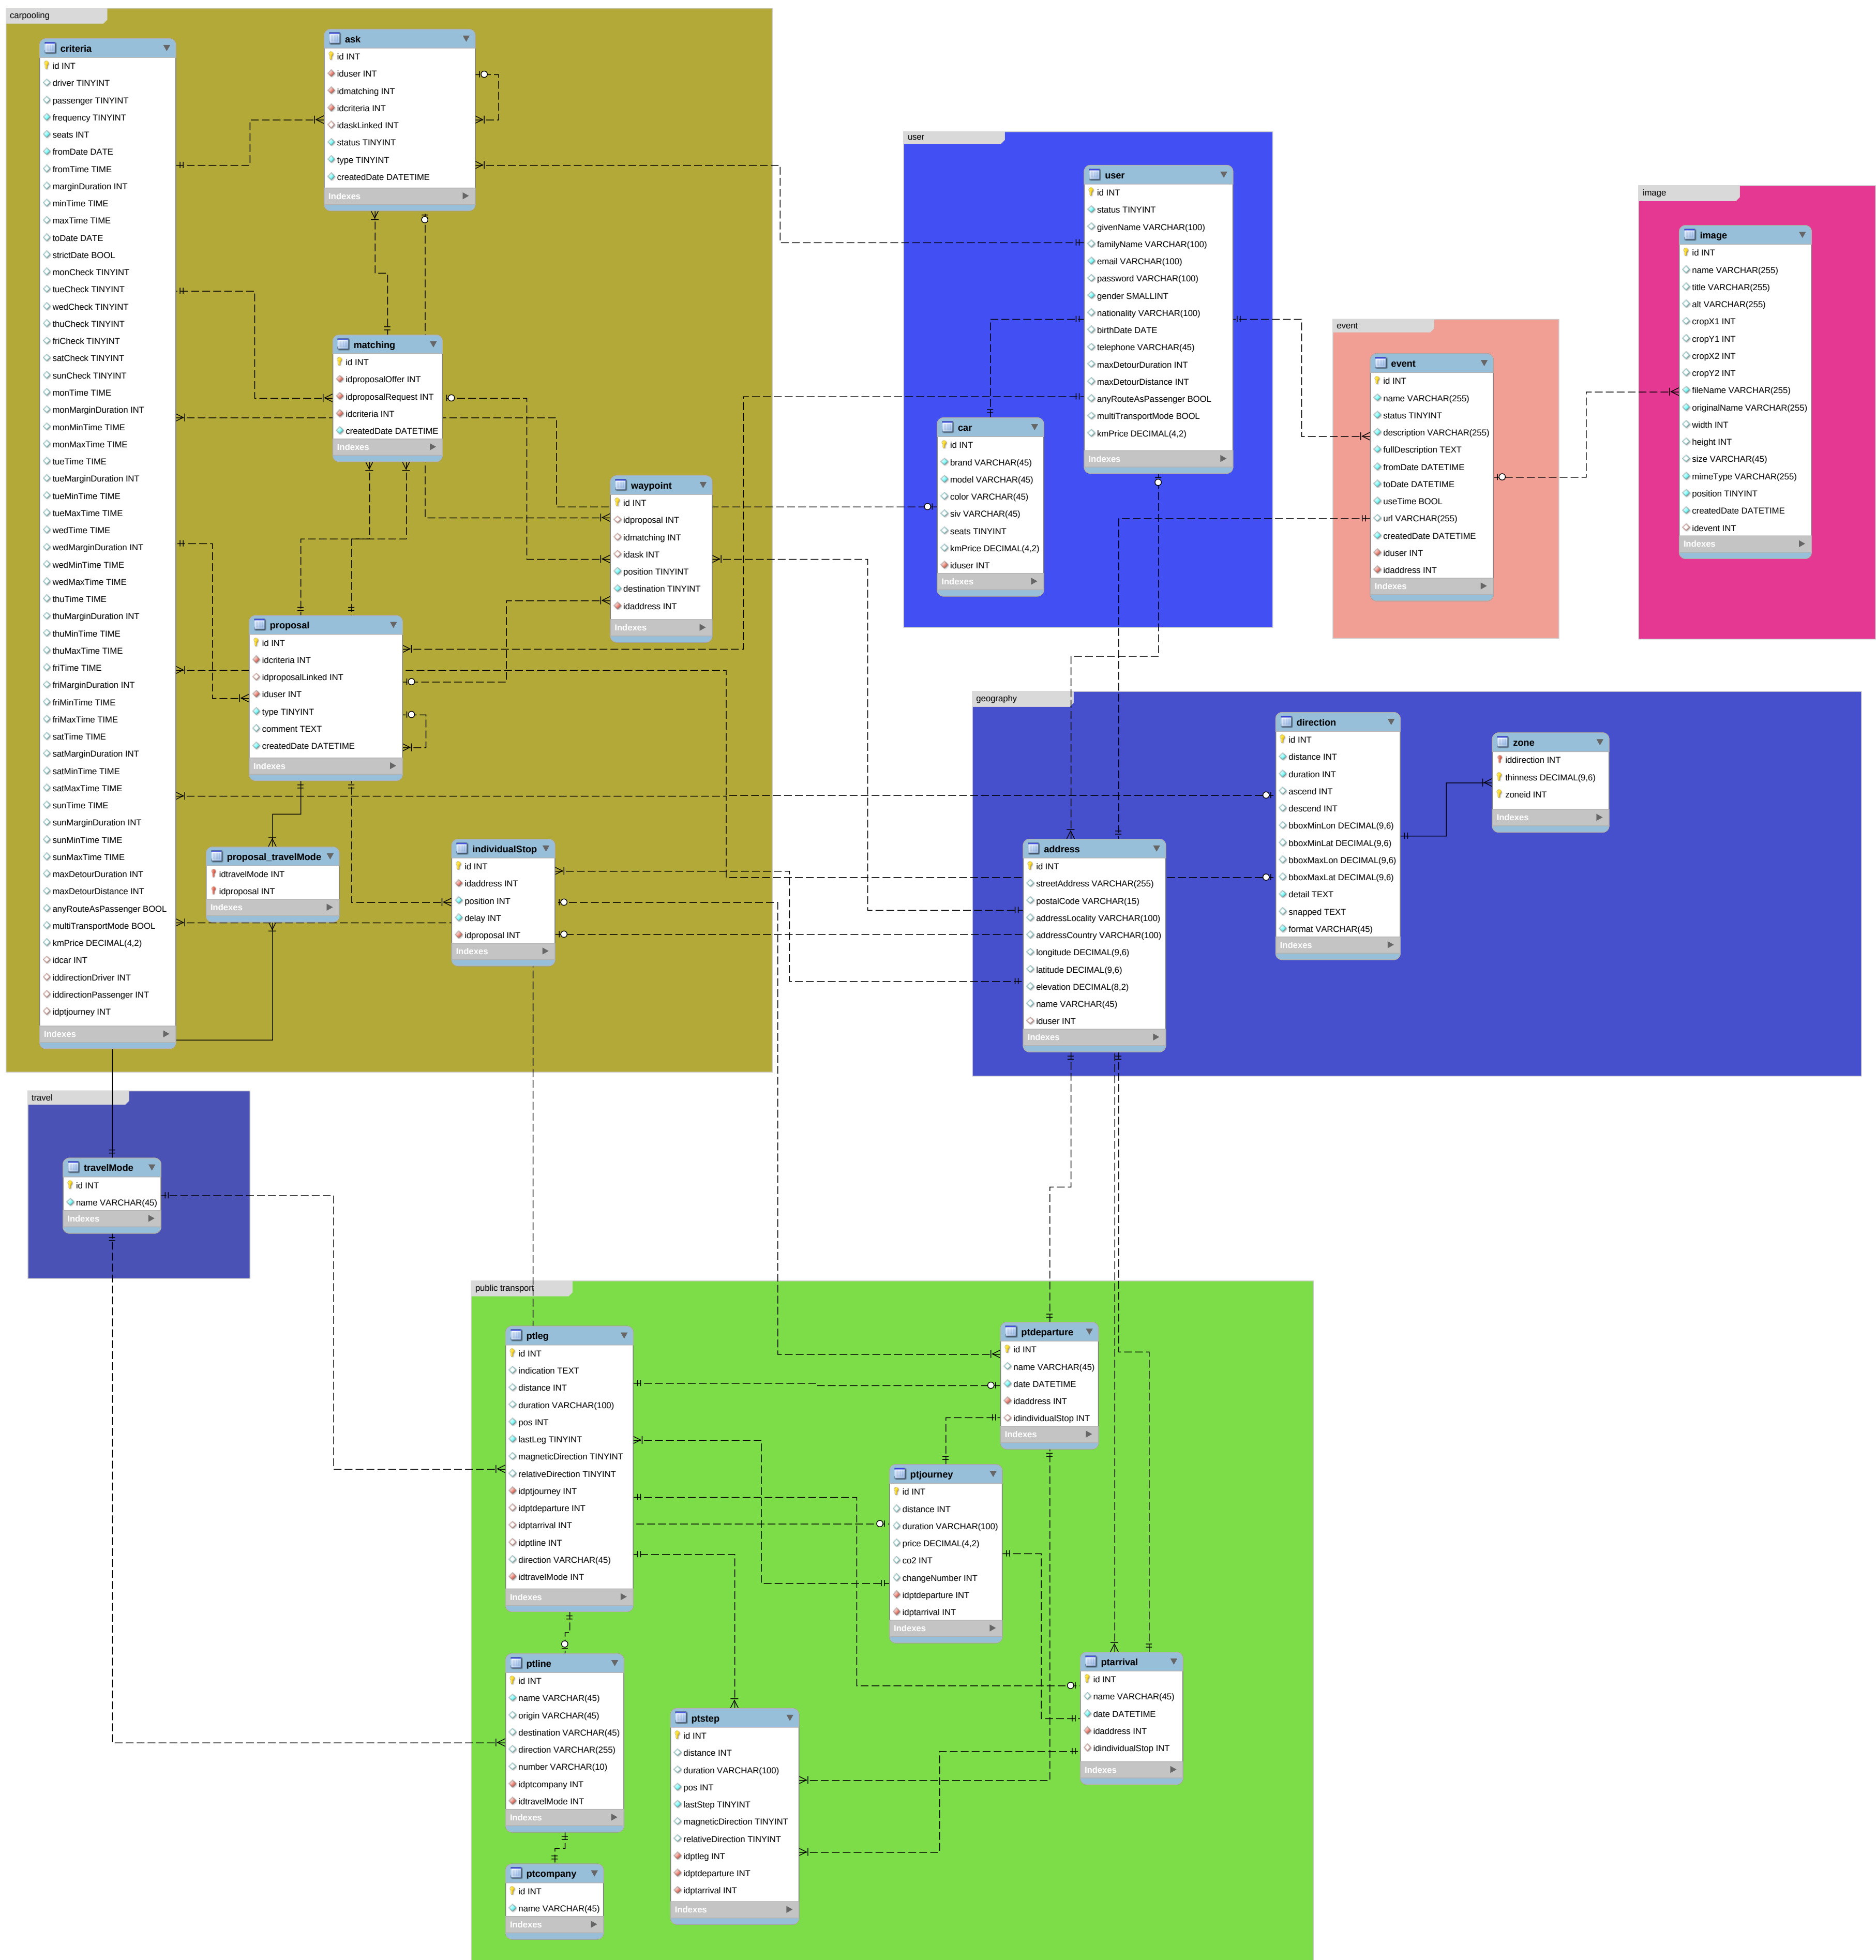 carpooling
criteria
id INT
driver TINYINT
passenger TINYINT
frequency TINYINT
seats INT
fromDate DATE
fromTime TIME
marginDuration INT
minTime TIME
maxTime TIME
toDate DATE
strictDate BOOL
monCheck TINYINT
tueCheck TINYINT
wedCheck TINYINT
thuCheck TINYINT
friCheck TINYINT
satCheck TINYINT
sunCheck TINYINT
monTime TIME
monMarginDuration INT
monMinTime TIME
monMaxTime TIME
tueTime TIME
tueMarginDuration INT
tueMinTime TIME
tueMaxTime TIME
wedTime TIME
wedMarginDuration INT
wedMinTime TIME
wedMaxTime TIME
thuTime TIME
thuMarginDuration INT
thuMinTime TIME
thuMaxTime TIME
friTime TIME
friMarginDuration INT
friMinTime TIME
friMaxTime TIME
satTime TIME
satMarginDuration INT
satMinTime TIME
satMaxTime TIME
sunTime TIME
sunMarginDuration INT
sunMinTime TIME
sunMaxTime TIME
maxDetourDuration INT
maxDetourDistance INT
anyRouteAsPassenger BOOL
multiTransportMode BOOL
kmPrice DECIMAL(4,2)
idcar INT
iddirectionDriver INT
iddirectionPassenger INT
idptjourney INT
Indexes
ask
id INT
iduser INT
idmatching INT
idcriteria INT
idaskLinked INT
status TINYINT
type TINYINT
createdDate DATETIME
Indexes
matching
id INT
idproposalOffer INT
idproposalRequest INT
idcriteria INT
createdDate DATETIME
Indexes
waypoint
id INT
idproposal INT
idmatching INT
idask INT
position TINYINT
destination TINYINT
idaddress INT
Indexes
proposal
id INT
idcriteria INT
idproposalLinked INT
iduser INT
type TINYINT
comment TEXT
createdDate DATETIME
Indexes
proposal_travelMode
idtravelMode INT
idproposal INT
Indexes
individualStop
id INT
idaddress INT
position INT
delay INT
idproposal INT
Indexes
user
user
id INT
status TINYINT
givenName VARCHAR(100)
familyName VARCHAR(100)
email VARCHAR(100)
password VARCHAR(100)
gender SMALLINT
nationality VARCHAR(100)
birthDate DATE
telephone VARCHAR(45)
maxDetourDuration INT
maxDetourDistance INT
anyRouteAsPassenger BOOL
multiTransportMode BOOL
kmPrice DECIMAL(4,2)
Indexes
car
id INT
brand VARCHAR(45)
model VARCHAR(45)
color VARCHAR(45)
siv VARCHAR(45)
seats TINYINT
kmPrice DECIMAL(4,2)
iduser INT
Indexes
event
event
id INT
name VARCHAR(255)
status TINYINT
description VARCHAR(255)
fullDescription TEXT
fromDate DATETIME
toDate DATETIME
useTime BOOL
url VARCHAR(255)
createdDate DATETIME
iduser INT
idaddress INT
Indexes
image
image
id INT
name VARCHAR(255)
title VARCHAR(255)
alt VARCHAR(255)
cropX1 INT
cropY1 INT
cropX2 INT
cropY2 INT
fileName VARCHAR(255)
originalName VARCHAR(255)
width INT
height INT
size VARCHAR(45)
mimeType VARCHAR(255)
position TINYINT
createdDate DATETIME
idevent INT
Indexes
geography
direction
id INT
distance INT
duration INT
ascend INT
descend INT
bboxMinLon DECIMAL(9,6)
bboxMinLat DECIMAL(9,6)
bboxMaxLon DECIMAL(9,6)
bboxMaxLat DECIMAL(9,6)
detail TEXT
snapped TEXT
format VARCHAR(45)
Indexes
zone
iddirection INT
thinness DECIMAL(9,6)
zoneid INT
Indexes
address
id INT
streetAddress VARCHAR(255)
postalCode VARCHAR(15)
addressLocality VARCHAR(100)
addressCountry VARCHAR(100)
longitude DECIMAL(9,6)
latitude DECIMAL(9,6)
elevation DECIMAL(8,2)
name VARCHAR(45)
iduser INT
Indexes
travel
travelMode
id INT
name VARCHAR(45)
Indexes
public transport
ptleg
id INT
indication TEXT
distance INT
duration VARCHAR(100)
pos INT
lastLeg TINYINT
magneticDirection TINYINT
relativeDirection TINYINT
idptjourney INT
idptdeparture INT
idptarrival INT
idptline INT
direction VARCHAR(45)
idtravelMode INT
Indexes
ptdeparture
id INT
name VARCHAR(45)
date DATETIME
idaddress INT
idindividualStop INT
Indexes
ptjourney
id INT
distance INT
duration VARCHAR(100)
price DECIMAL(4,2)
co2 INT
changeNumber INT
idptdeparture INT
idptarrival INT
Indexes
ptline
id INT
name VARCHAR(45)
origin VARCHAR(45)
destination VARCHAR(45)
direction VARCHAR(255)
number VARCHAR(10)
idptcompany INT
idtravelMode INT
Indexes
ptarrival
id INT
name VARCHAR(45)
date DATETIME
idaddress INT
idindividualStop INT
Indexes
ptstep
id INT
distance INT
duration VARCHAR(100)
pos INT
lastStep TINYINT
magneticDirection TINYINT
relativeDirection TINYINT
idptleg INT
idptdeparture INT
idptarrival INT
Indexes
ptcompany
id INT
name VARCHAR(45)
Indexes